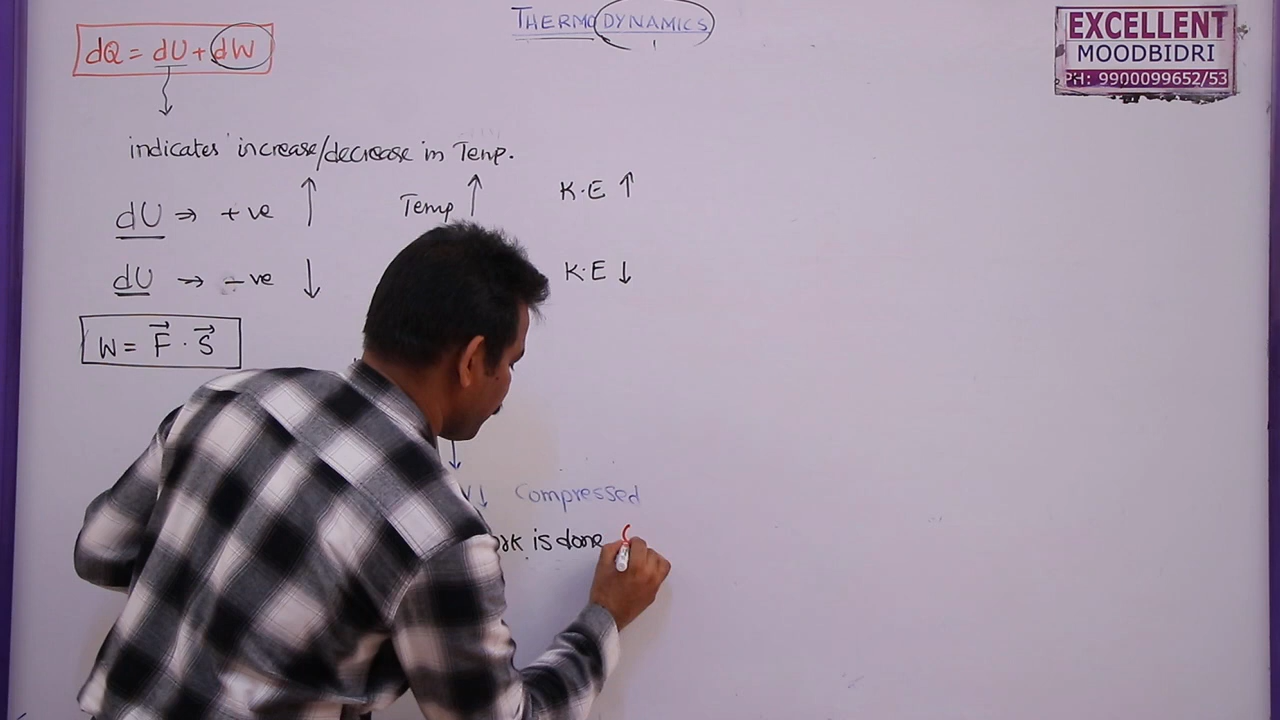 THERMODYNAMICS
EXCELLENT
MOODBIDRI
PH: 9900099652/53
dQ = dU + dW
indicates increase/decrease in Temp.
dU ⇒ +ve ↑ Temp ↑ K.E ↑
dU → -ve ↓ K.E ↓
W = F⃗ · S⃗
V↓ Compressed
is done